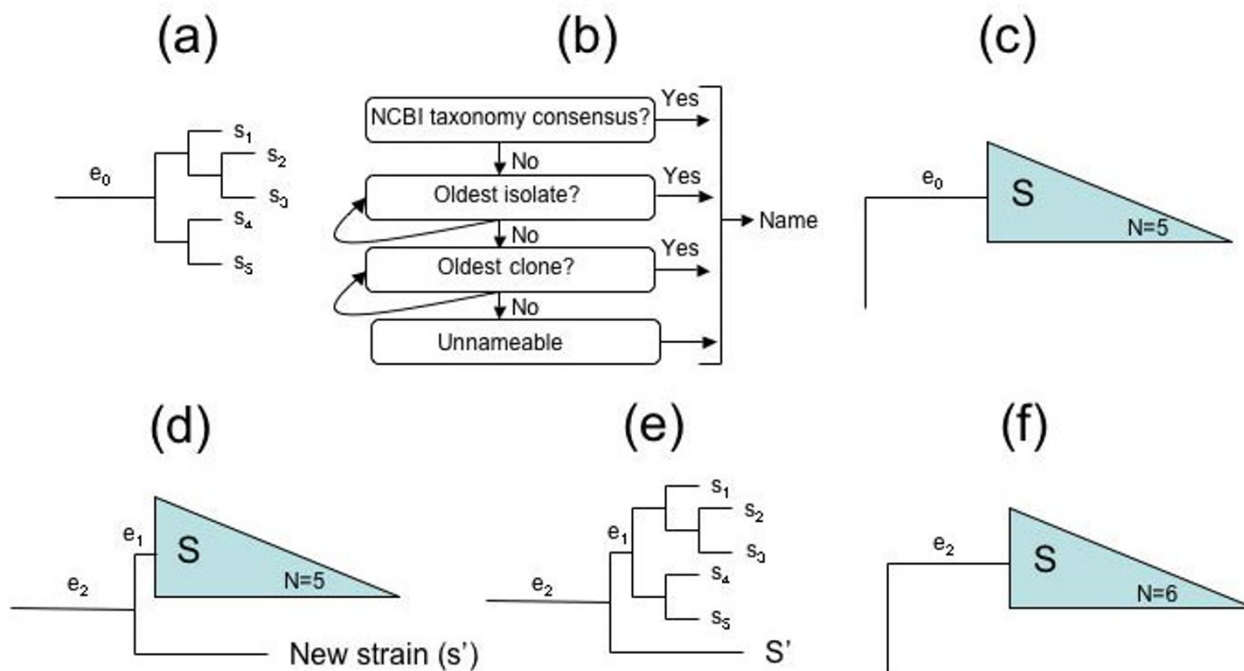 (a)
e0
s1
s2
s3
s4
s5
(b)
NCBI taxonomy consensus?
Yes
No
Oldest isolate?
Yes
No
Oldest clone?
Yes
No
Unnameable
Name
(c)
e0
S
N=5
(d)
e1
S
N=5
e2
New strain (s')
(e)
s1
s2
e1
s3
s4
e2
s5
S'
(f)
e2
S
N=6